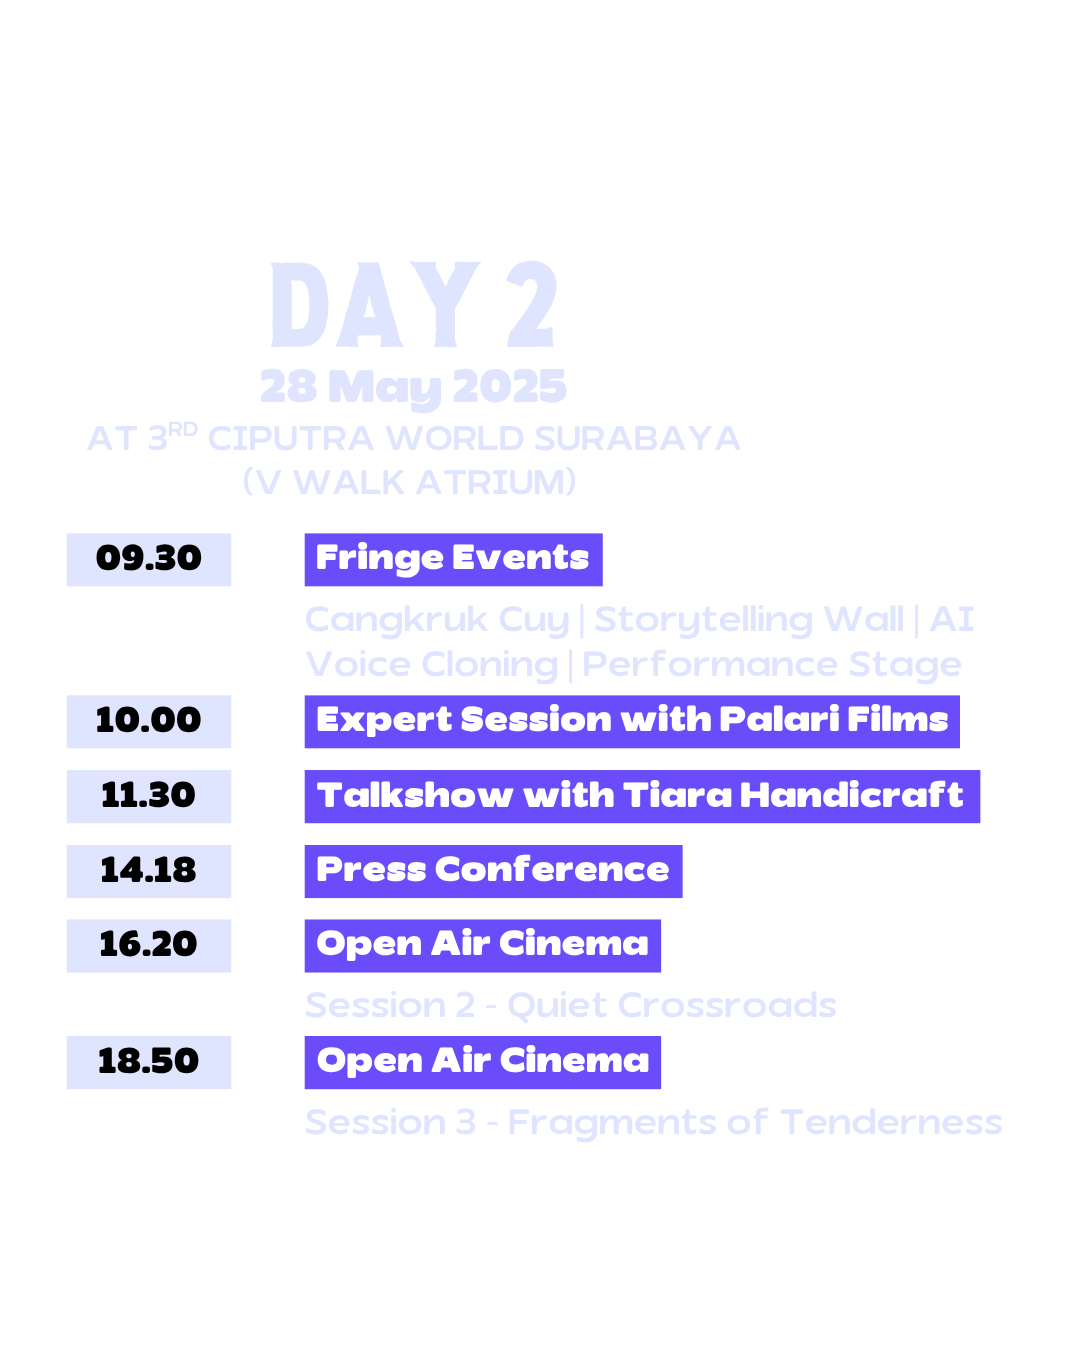 DAY 2
28 May 2025
AT 3RD CIPUTRA WORLD SURABAYA
(V WALK ATRIUM)
09.30 Fringe Events
Cangkruk Cuy | Storytelling Wall | AI
Voice Cloning | Performance Stage
10.00 Expert Session with Palari Films
11.30 Talkshow with Tiara Handicraft
14.18 Press Conference
16.20 Open Air Cinema
Session 2 - Quiet Crossroads
18.50 Open Air Cinema
Session 3 - Fragments of Tenderness